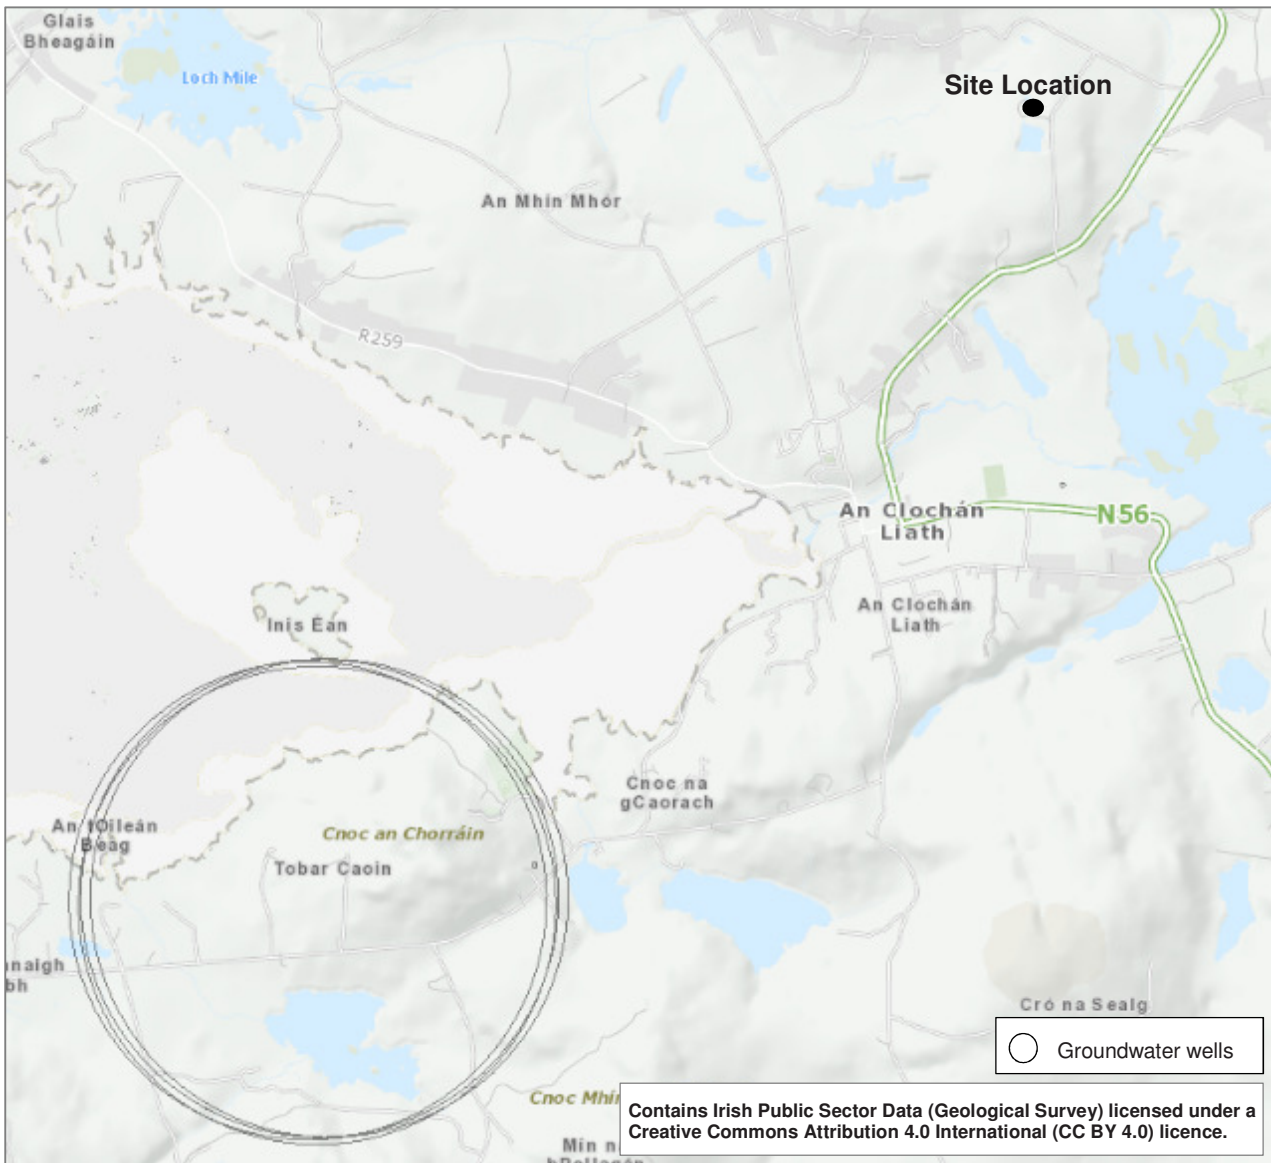 Glais
Bheagáin
Loch Mile
Site Location
An Mhín Mhór
R259
An Clochán
Liath
N56
An Clochán
Liath
Inis Éan
Cnoc na
gCaorach
An tOileán
Beag
Cnoc an Chorráin
Tobar Caoin
Cró na Sealg
Groundwater wells
Cnoc Mhín
Contains Irish Public Sector Data (Geological Survey) licensed under a
Creative Commons Attribution 4.0 International (CC BY 4.0) licence.
Mín n